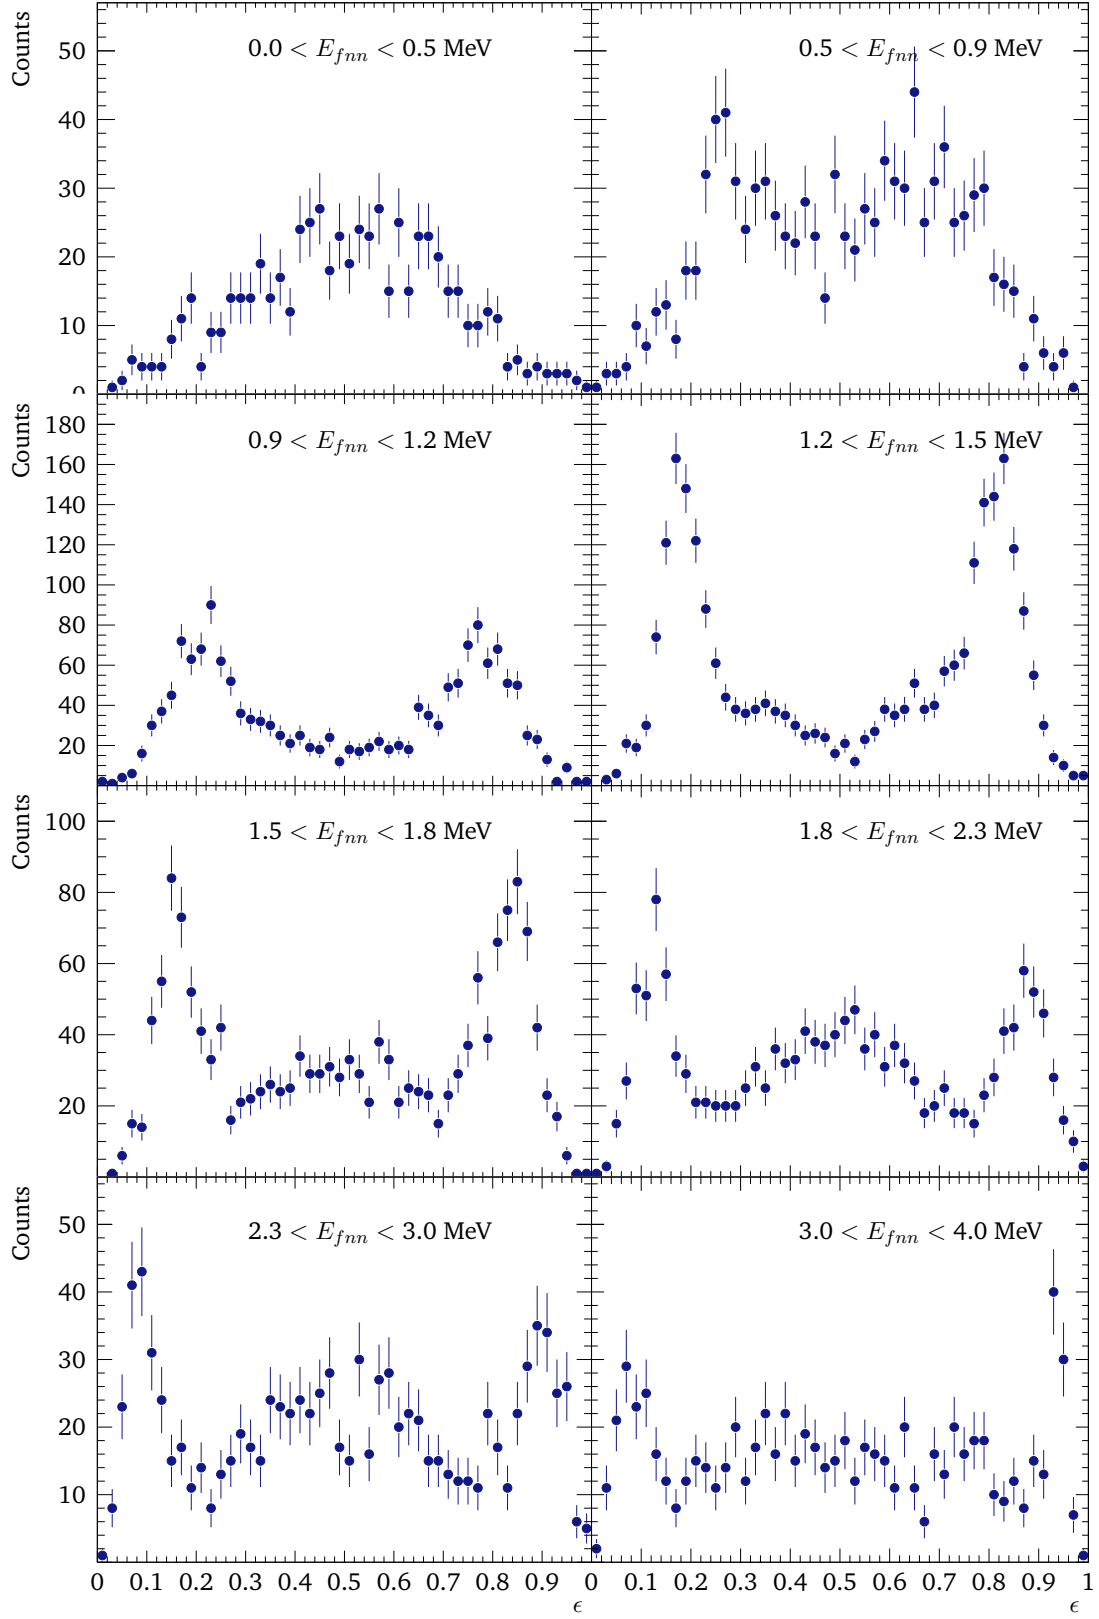 Counts
50
40
30
20
10
0
0.0 < E_fnn < 0.5 MeV
0.5 < E_fnn < 0.9 MeV
Counts
180
160
140
120
100
80
60
40
20
0.9 < E_fnn < 1.2 MeV
1.2 < E_fnn < 1.5 MeV
Counts
100
80
60
40
20
1.5 < E_fnn < 1.8 MeV
1.8 < E_fnn < 2.3 MeV
Counts
50
40
30
20
10
2.3 < E_fnn < 3.0 MeV
3.0 < E_fnn < 4.0 MeV
0 0.1 0.2 0.3 0.4 0.5 0.6 0.7 0.8 0.9 0 0.1 0.2 0.3 0.4 0.5 0.6 0.7 0.8 0.9 1
ϵ ϵ